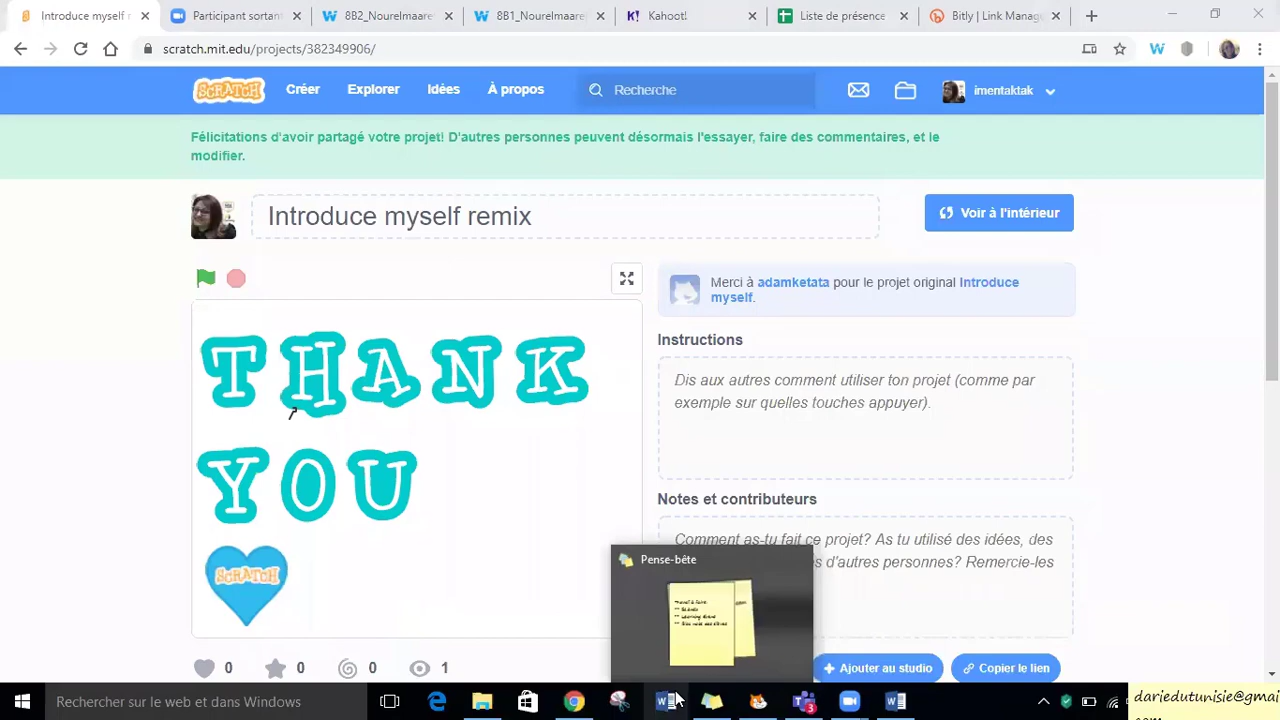 Introduce myself r
Participant sortant
8B2_Nourelmaare
8B1_Nourelmaare
Kahoot!
Liste de présence
Bitly | Link Manag
scratch.mit.edu/projects/382349906/
SCRATCH
Créer
Explorer
Idées
À propos
Recherche
imentaktak
Félicitations d'avoir partagé votre projet! D'autres personnes peuvent désormais l'essayer, faire des commentaires, et le
modifier.
Introduce myself remix
Voir à l'intérieur
Merci à adamketata pour le projet original Introduce
myself.
THANK
YOU
SCRATCH
Instructions
Dis aux autres comment utiliser ton projet (comme par
exemple sur quelles touches appuyer).
Notes et contributeurs
Comment as-tu fait ce projet? As tu utilisé des idées, des
s d'autres personnes? Remercie-les
Pense-bête
0
0
0
1
Ajouter au studio
Copier le lien
Rechercher sur le web et dans Windows
3
dariedutunisie@gmai
com